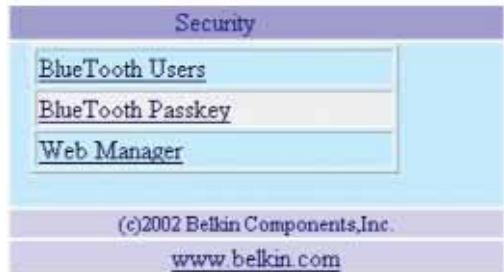 Security
BlueTooth Users
BlueTooth Passkey
Web Manager
(c)2002 Belkin Components,Inc.
www.belkin.com